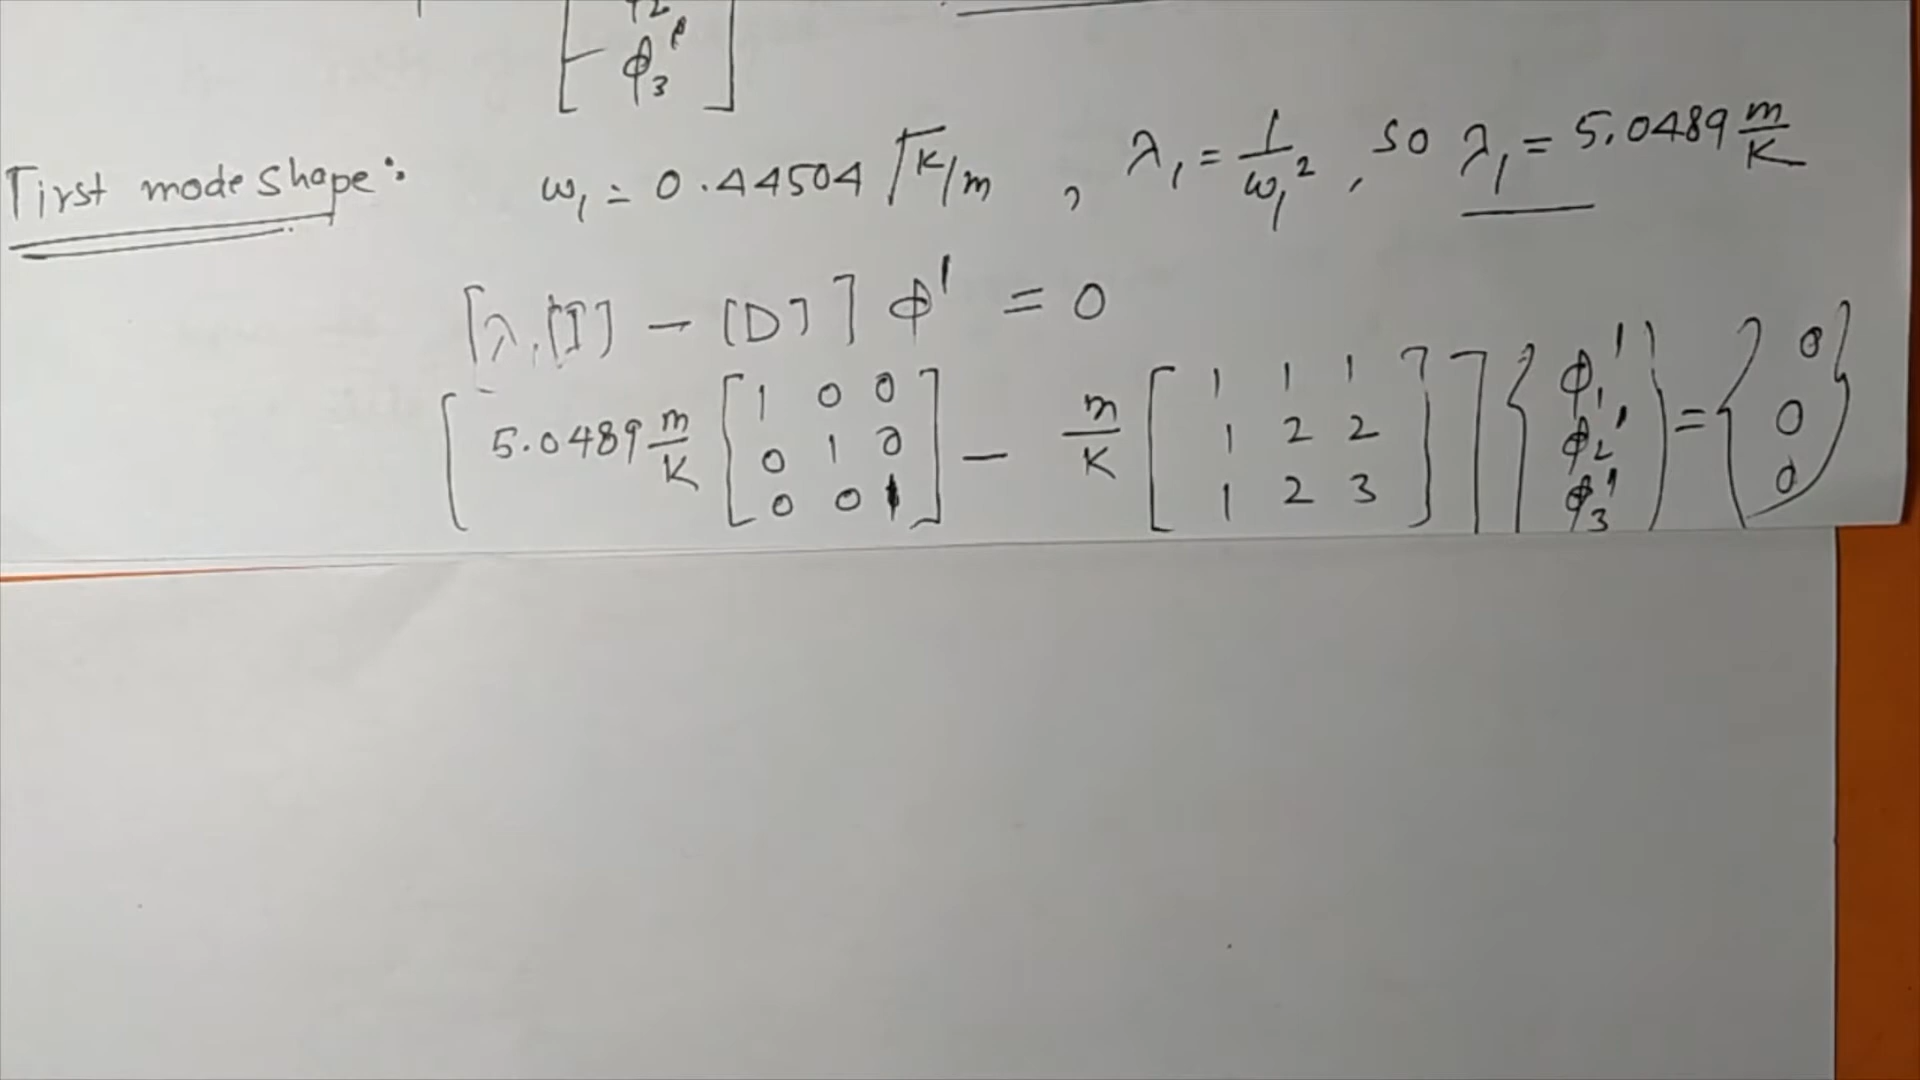 φ₃
First mode shape:
ω₁ = 0.44504 √K/m , λ₁ = 1/ω₁² , so λ₁ = 5.0489 m/K
[λ₁[I] - [D]] φ¹ = 0
[5.0489 m/K [1 0 0; 0 1 0; 0 0 1] - m/K [1 1 1; 1 2 2; 1 2 3]] {φ₁¹; φ₂¹; φ₃¹} = {0; 0; 0}